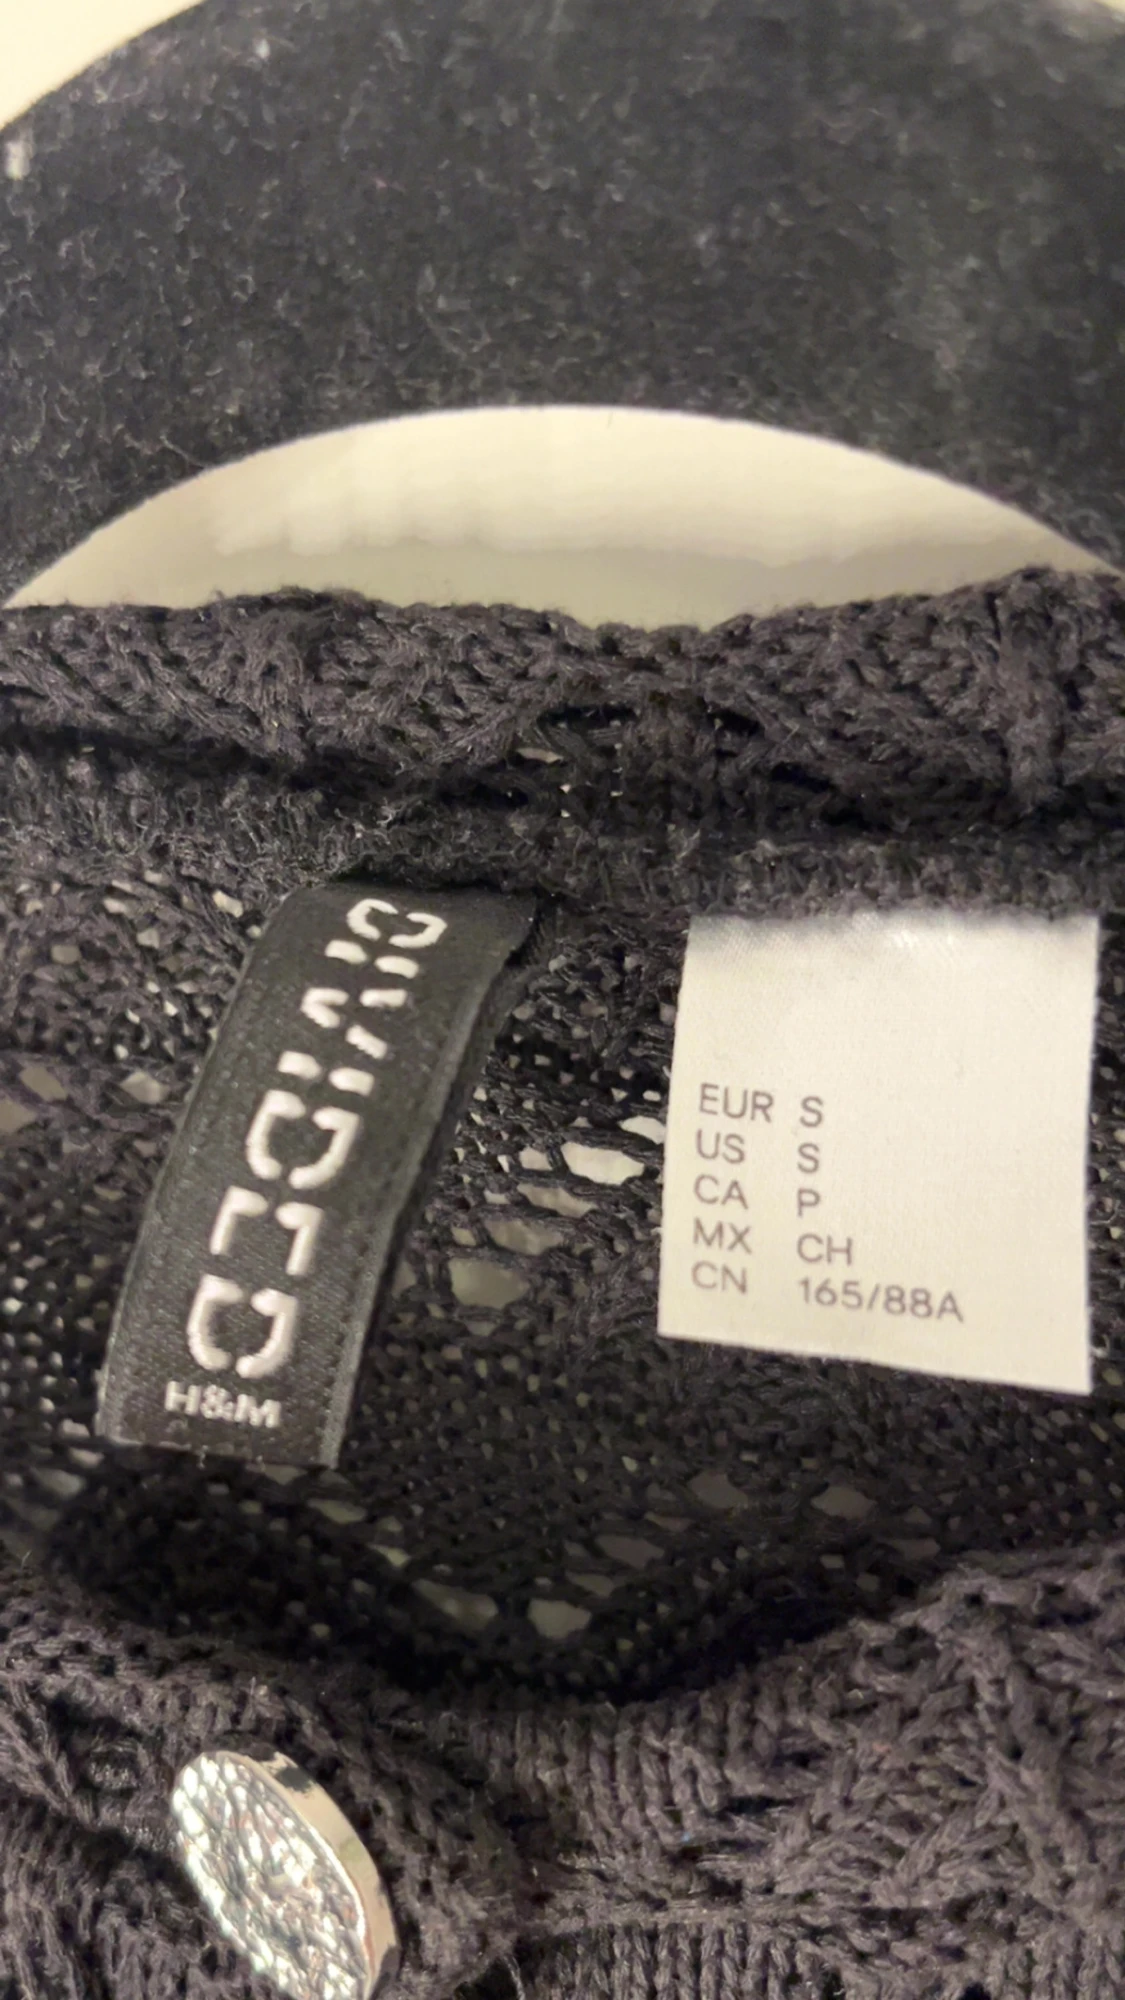 DIVIDED
H&M
EUR S
US S
CA P
MX CH
CN 165/88A